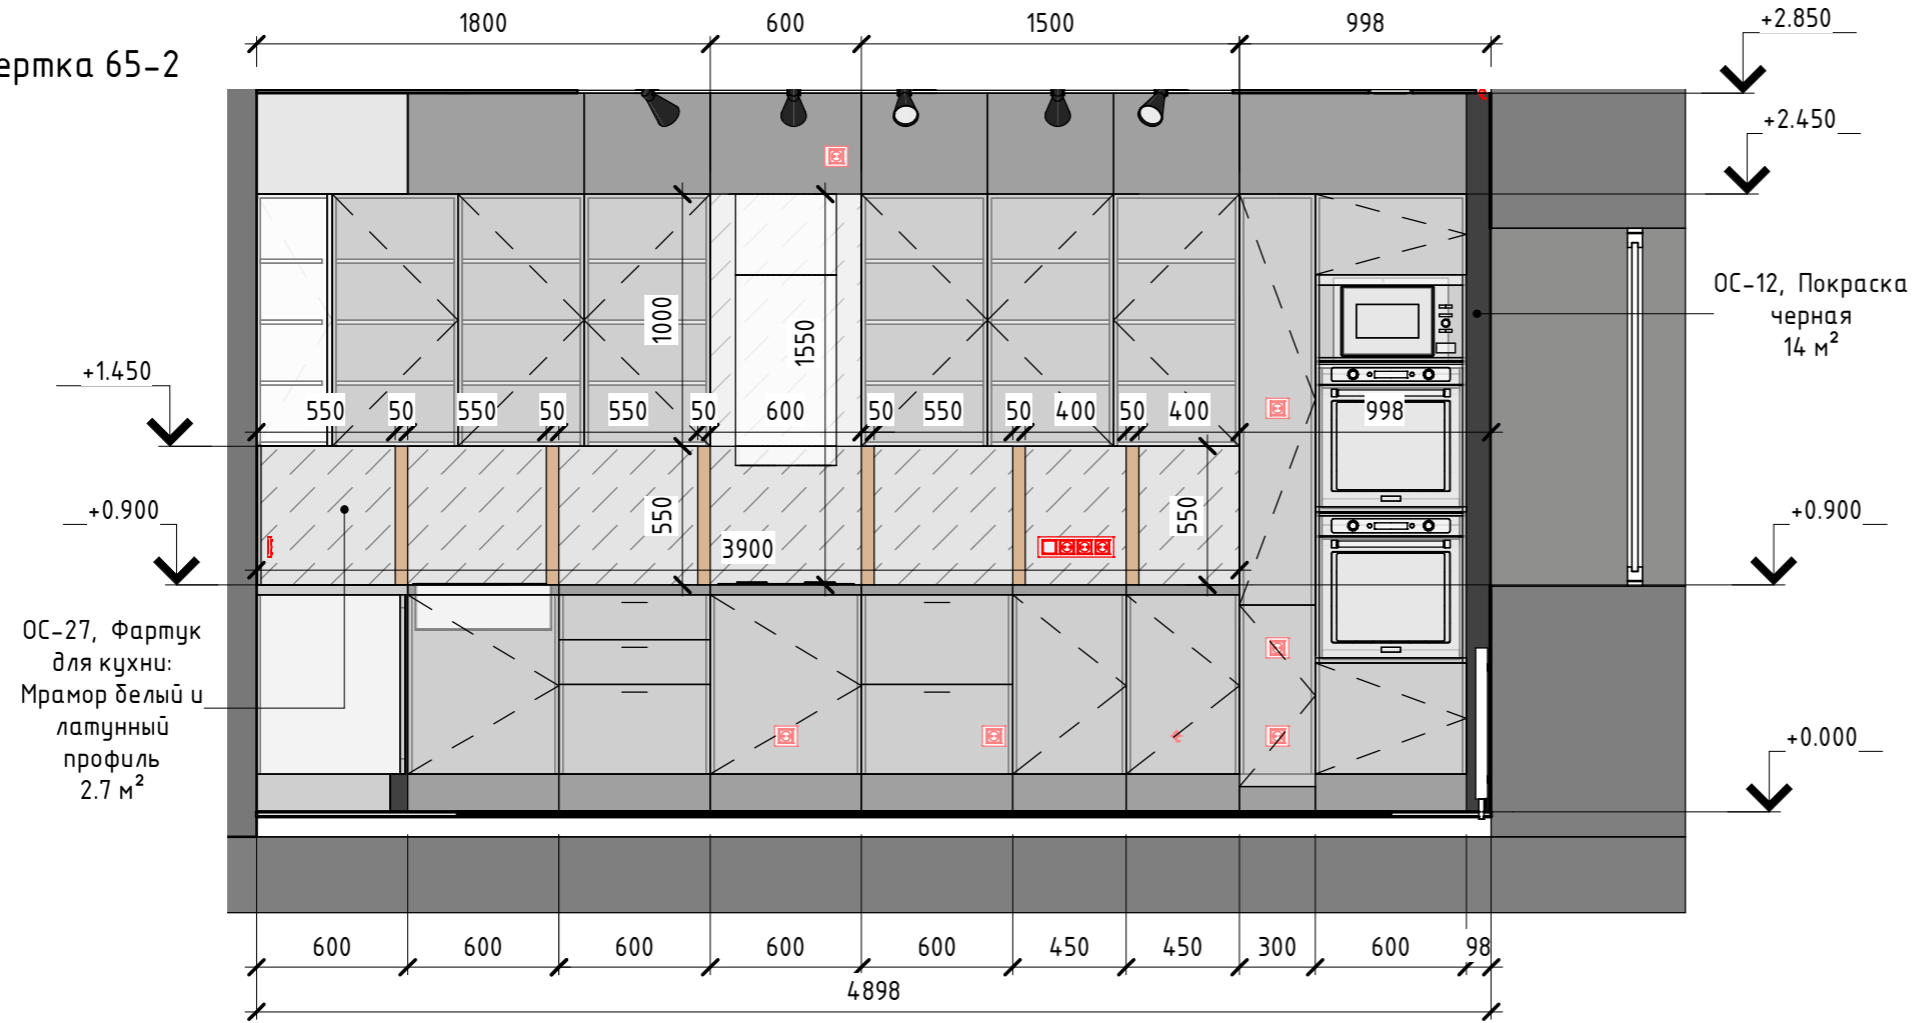 1800 600 1500 998
+2.850
ертка 65-2
+2.450
ОС-12, Покраска
черная
14 м²
1000
1550
+1.450
550 50 550 50 550 50 600 50 550 50 400 50 400 998
+0.900
550
3900
550
+0.900
ОС-27, Фартук
для кухни:
Мрамор белый и
латунный
профиль
2.7 м²
+0.000
600 600 600 600 600 450 450 300 600 98
4898